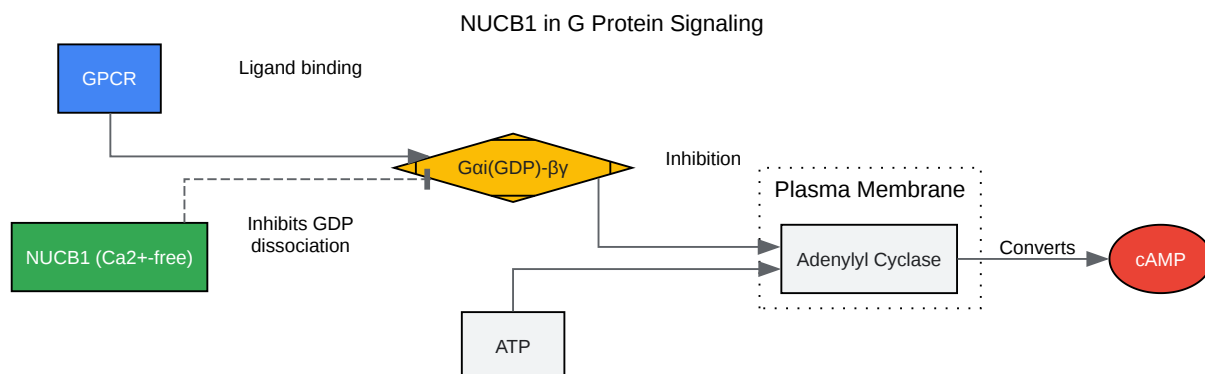 NUCB1 in G Protein Signaling
GPCR
Ligand binding
Gαi(GDP)-βγ
Inhibition
Plasma Membrane
NUCB1 (Ca2+-free)
Inhibits GDP
dissociation
Adenylyl Cyclase
Converts
cAMP
ATP